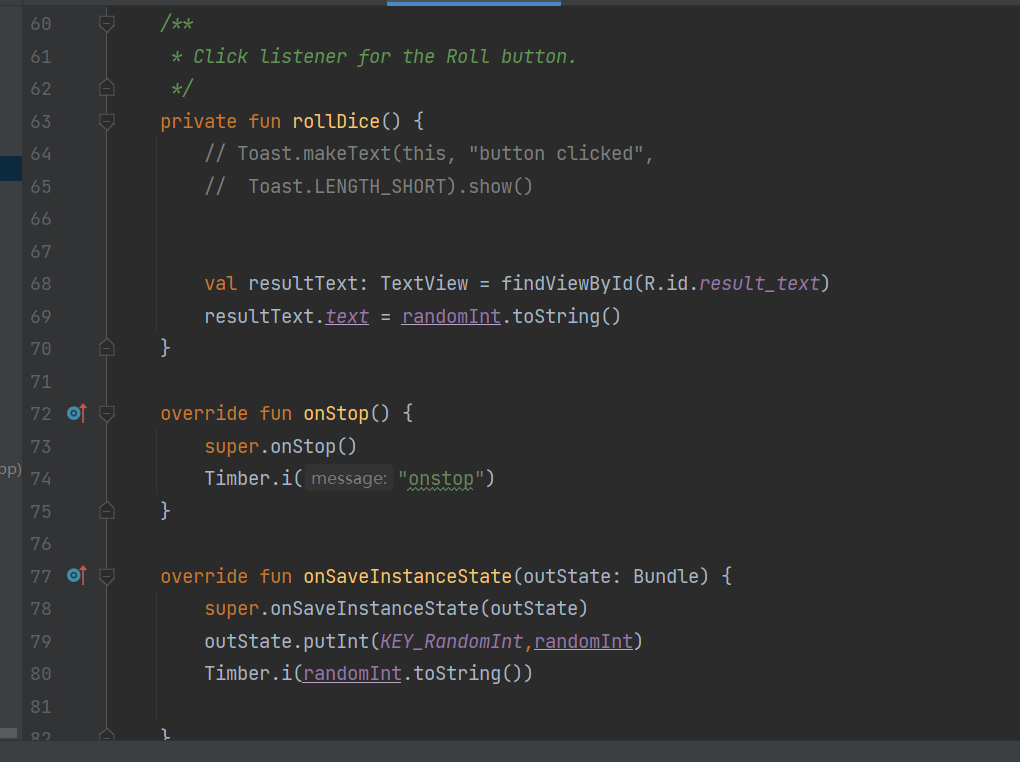 60 /**
61 * Click listener for the Roll button.
62 */
63 private fun rollDice() {
64 // Toast.makeText(this, "button clicked",
65 //  Toast.LENGTH_SHORT).show()
66
67
68 val resultText: TextView = findViewById(R.id.result_text)
69 resultText.text = randomInt.toString()
70 }
71
72 override fun onStop() {
73 super.onStop()
pp) 74 Timber.i( message: "onstop")
75 }
76
77 override fun onSaveInstanceState(outState: Bundle) {
78 super.onSaveInstanceState(outState)
79 outState.putInt(KEY_RandomInt,randomInt)
80 Timber.i(randomInt.toString())
81
82 }